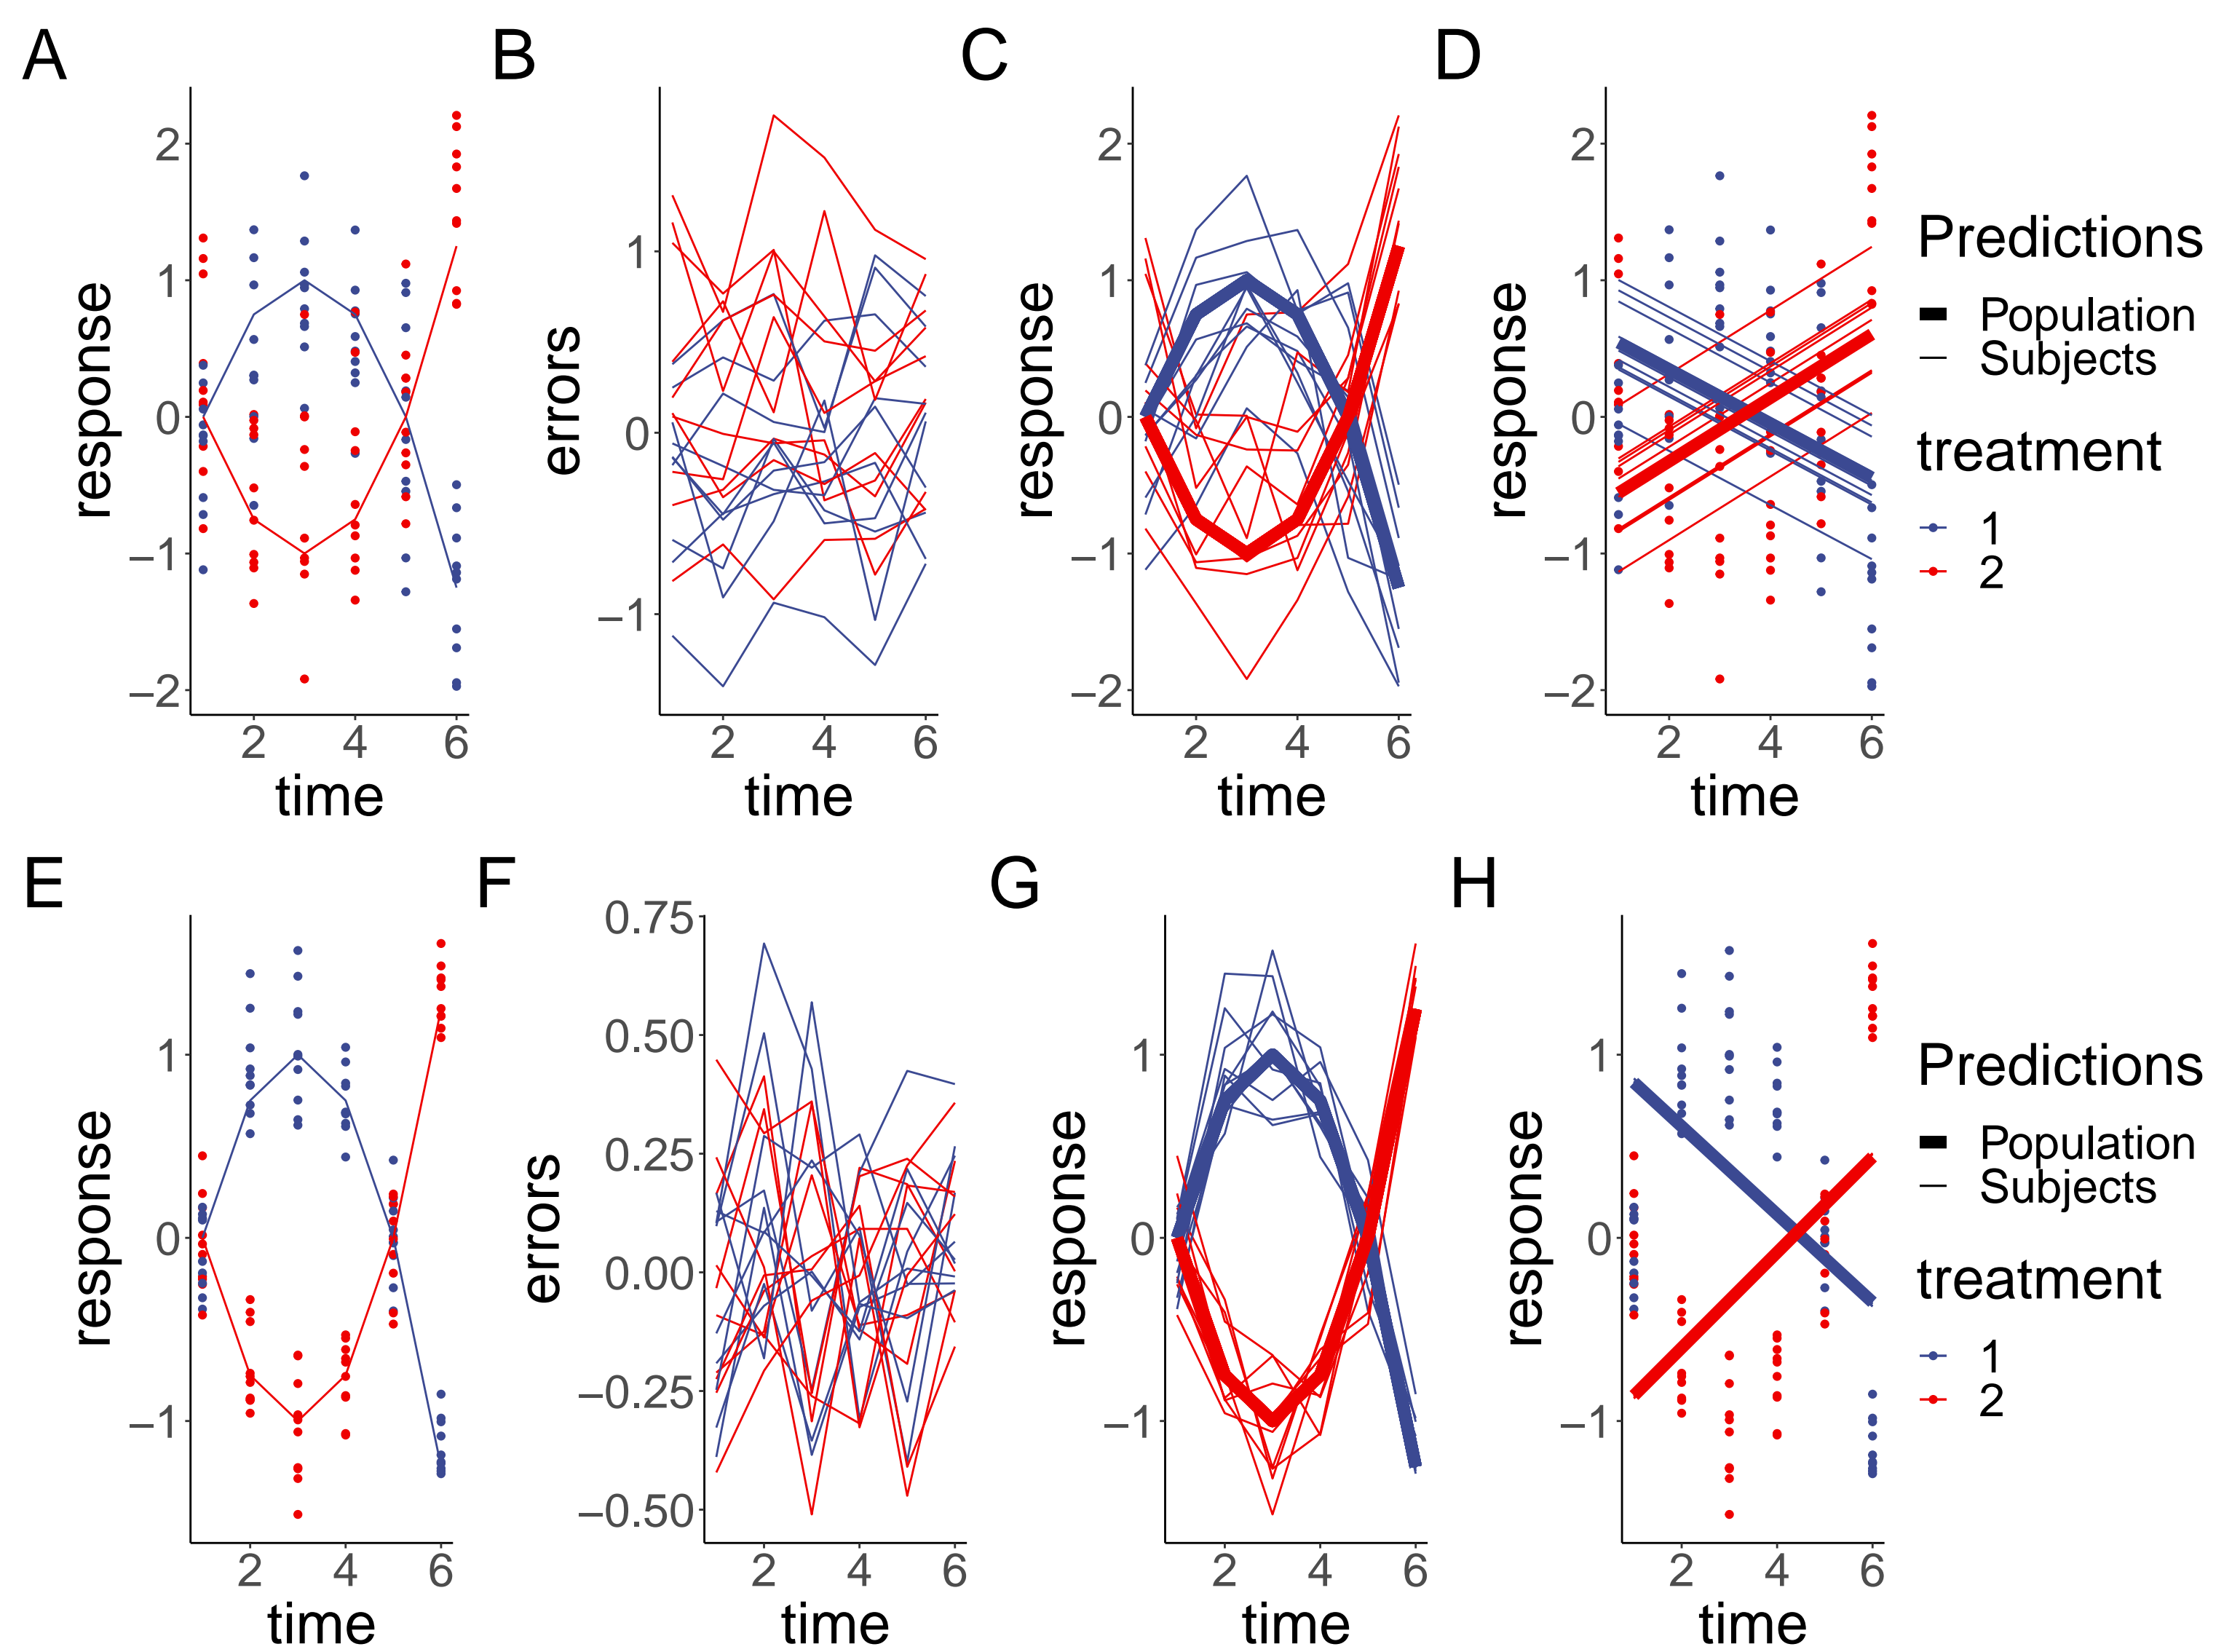 A
B
C
D
response
2
1
0
−1
−2
2
4
6
time
errors
1
0
−1
2
4
6
time
response
2
1
0
−1
−2
2
4
6
time
response
2
1
0
−1
−2
2
4
6
time
Predictions
Population
Subjects
treatment
1
2
E
F
G
H
response
1
0
−1
2
4
6
time
errors
0.75
0.50
0.25
0.00
−0.25
−0.50
2
4
6
time
response
1
0
−1
2
4
6
time
response
1
0
−1
2
4
6
time
Predictions
Population
Subjects
treatment
1
2